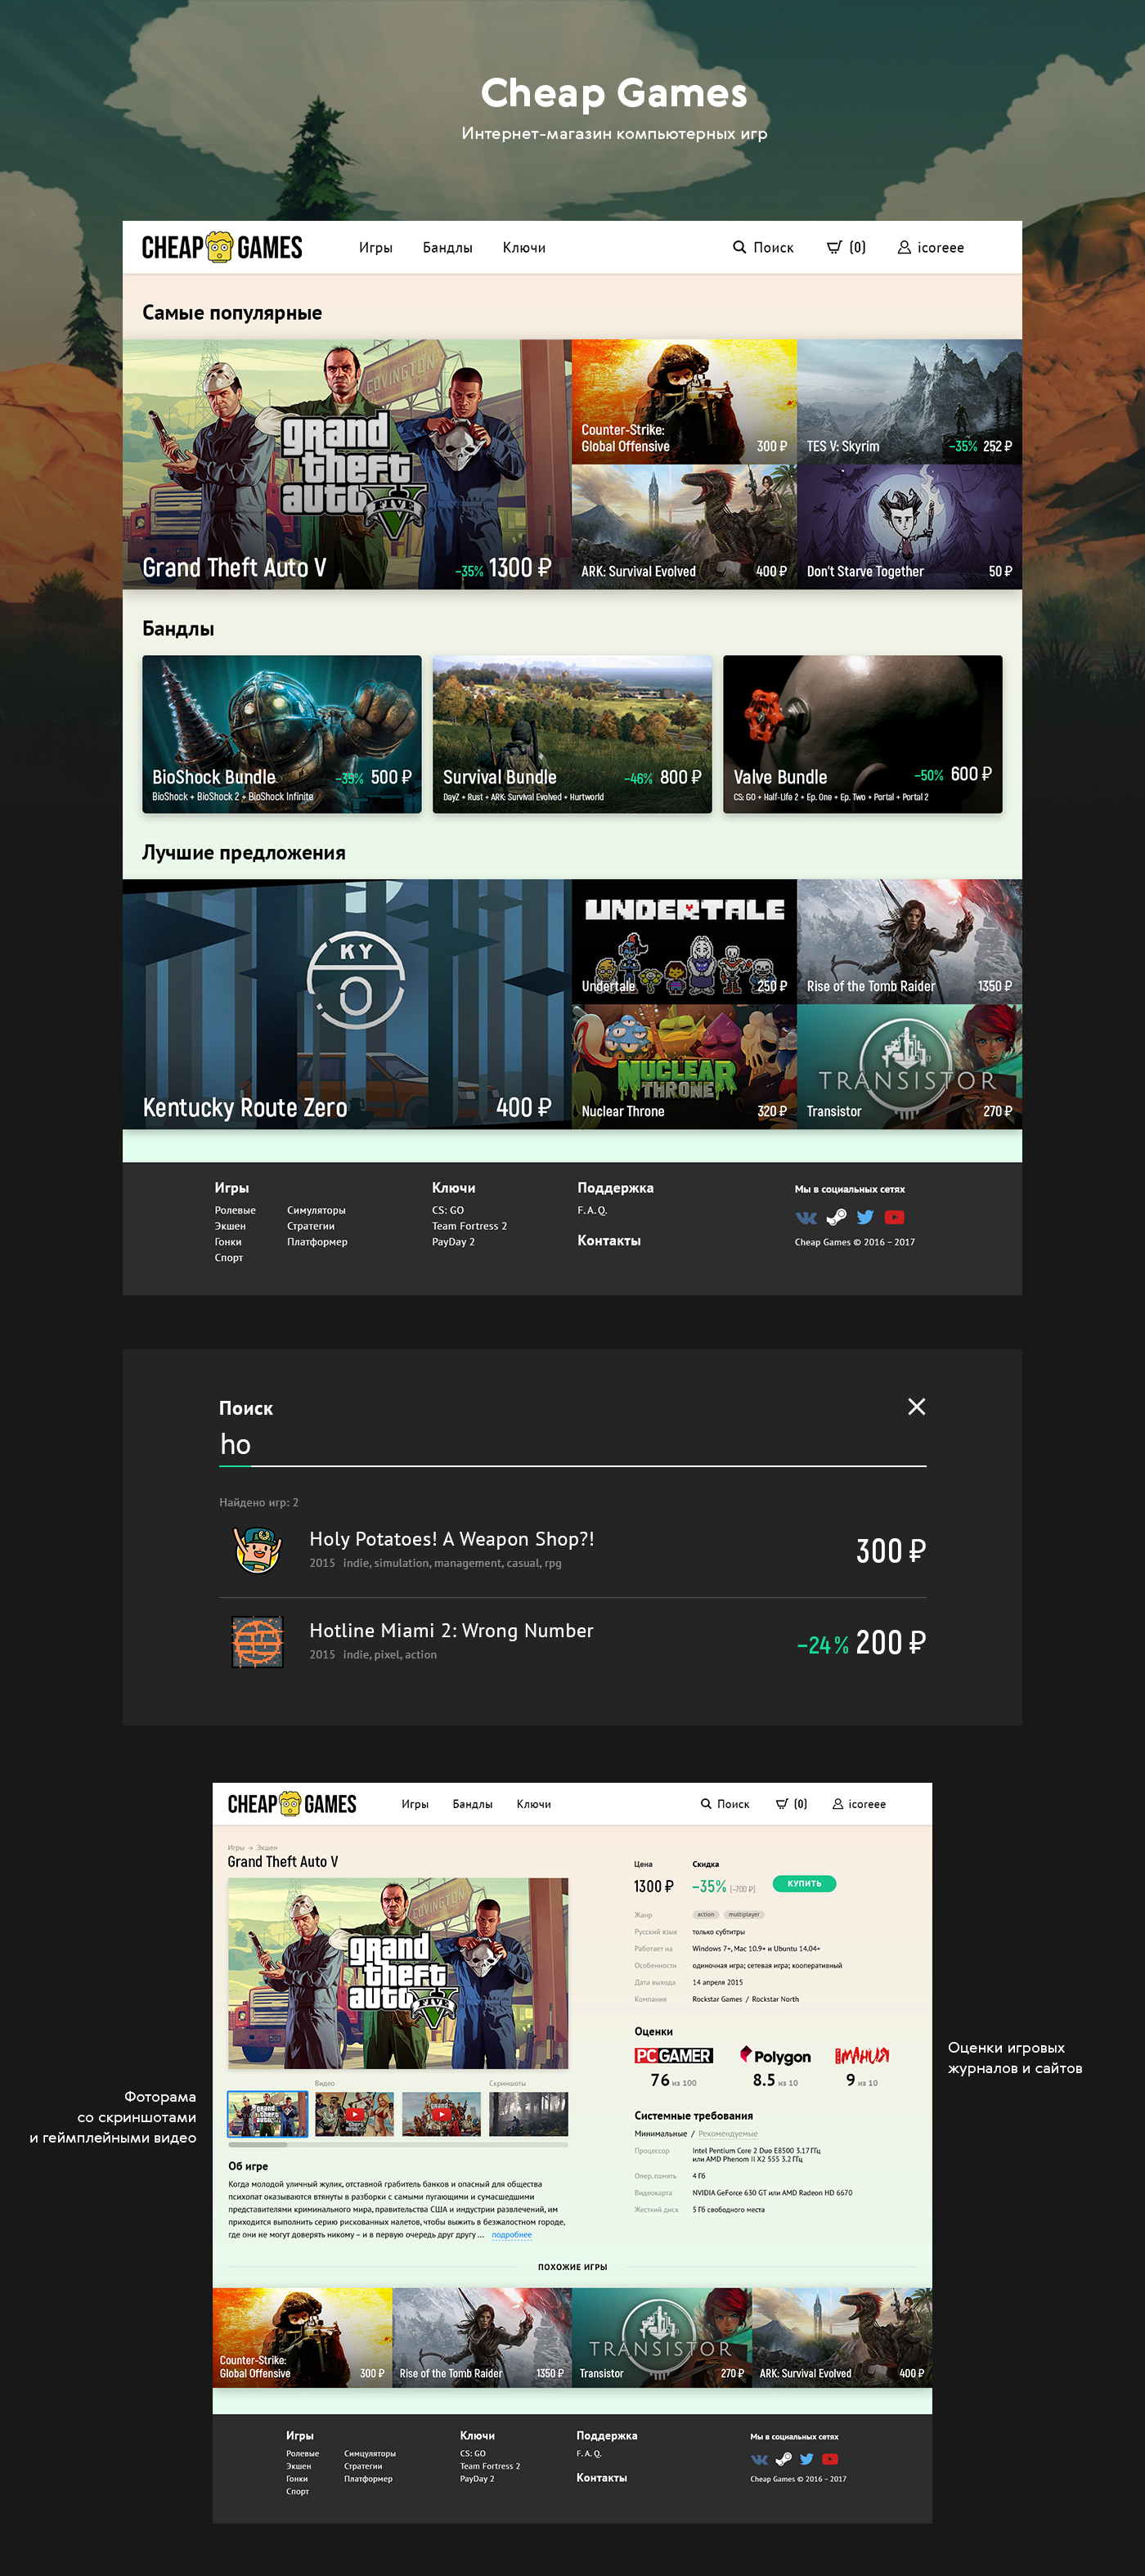 Cheap Games
Интернет-магазин компьютерных игр
CHEAP GAMES
Игры Бандлы Ключи
Поиск (0) icoreee
Самые популярные
COVINGTON
grand
theft
auto
FIVE
Grand Theft Auto V
-35% 1300 ₽
Counter-Strike:
Global Offensive 300 ₽
TES V: Skyrim -35% 252 ₽
ARK: Survival Evolved 400 ₽
Don't Starve Together 50 ₽
Бандлы
BioShock Bundle -35% 500 ₽
BioShock + BioShock 2 + BioShock Infinite
Survival Bundle -46% 800 ₽
DayZ + Rust + ARK: Survival Evolved + Hurtworld
Valve Bundle -50% 600 ₽
CS: GO + Half-Life 2 + Ep. One + Ep. Two + Portal + Portal 2
Лучшие предложения
KY
Kentucky Route Zero 400 ₽
UNDERTALE
Undertale 250 ₽
Rise of the Tomb Raider 1350 ₽
NUCLEAR
THRONE
Nuclear Throne 320 ₽
TRANSISTOR
Transistor 270 ₽
Игры
Ролевые
Экшен
Гонки
Спорт
Симуляторы
Стратегии
Платформер
Ключи
CS: GO
Team Fortress 2
PayDay 2
Поддержка
F. A. Q.
Контакты
Мы в социальных сетях
Cheap Games © 2016 – 2017
Поиск
ho
Найдено игр: 2
Holy Potatoes! A Weapon Shop?!
2015 indie, simulation, management, casual, rpg
300 ₽
Hotline Miami 2: Wrong Number
2015 indie, pixel, action
-24% 200 ₽
CHEAP GAMES
Игры Бандлы Ключи
Поиск (0) icoreee
Игры → Экшен
Grand Theft Auto V
COVINGTON
grand
theft
auto
FIVE
Видео
Скриншоты
Фоторама
со скриншотами
и геймплейными видео
Об игре
Когда молодой уличный жулик, отставной грабитель банков и опасный для общества
психопат оказываются втянуты в разборки с самыми пугающими и сумасшедшими
представителями криминального мира, правительства США и индустрии развлечений, им
приходится выполнить серию рискованных налетов, чтобы выжить в безжалостном городе,
где они не могут доверять никому – и в первую очередь друг другу ... подробнее
Цена Скидка
1300 ₽ -35% (-700 ₽) КУПИТЬ
Жанр action multiplayer
Русский язык только субтитры
Работает на Windows 7+, Mac 10.9+ и Ubuntu 14.04+
Особенности одиночная игра; сетевая игра; кооперативный
Дата выхода 14 апреля 2015
Компания Rockstar Games / Rockstar North
Оценки
PC GAMER Polygon МАНИЯ
76 из 100 8.5 из 10 9 из 10
Оценки игровых
журналов и сайтов
Системные требования
Минимальные / Рекомендуемые
Процессор Intel Pentium Core 2 Duo E8500 3.17 ГГц
или AMD Phenom II X2 555 3.2 ГГц
Опер. память 4 Гб
Видеокарта NVIDIA GeForce 630 GT или AMD Radeon HD 6670
Жесткий диск 5 Гб свободного места
ПОХОЖИЕ ИГРЫ
Counter-Strike:
Global Offensive 300 ₽
Rise of the Tomb Raider 1350 ₽
TRANSISTOR
Transistor 270 ₽
ARK: Survival Evolved 400 ₽
Игры
Ролевые
Экшен
Гонки
Спорт
Симцуляторы
Стратегии
Платформер
Ключи
CS: GO
Team Fortress 2
PayDay 2
Поддержка
F. A. Q.
Контакты
Мы в социальных сетях
Cheap Games © 2016 – 2017